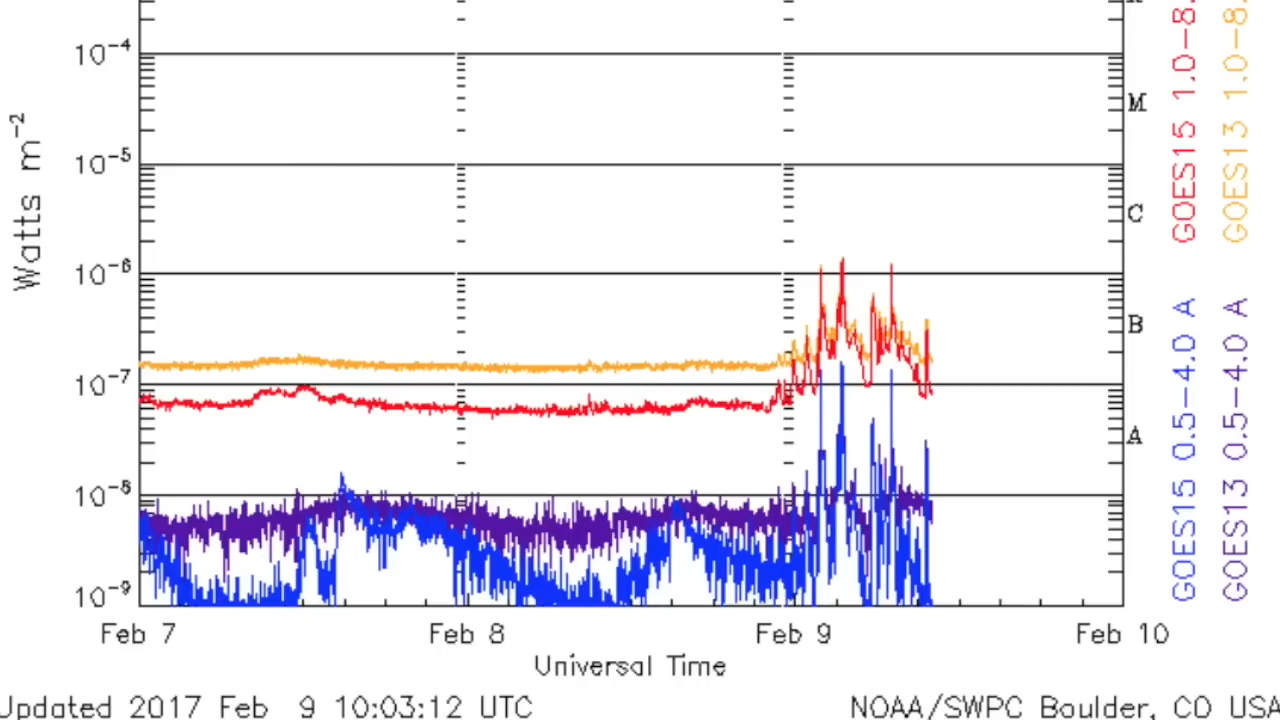 10-4
M
10-5
C
10-6
B
10-7
A
10-8
10-9
Watts m-2
Feb 7
Feb 8
Feb 9
Feb 10
Universal Time
Updated 2017 Feb 9 10:03:12 UTC
NOAA/SWPC Boulder, CO USA
GOES15 0.5-4.0 A
GOES15 1.0-8.
GOES13 0.5-4.0 A
GOES13 1.0-8.